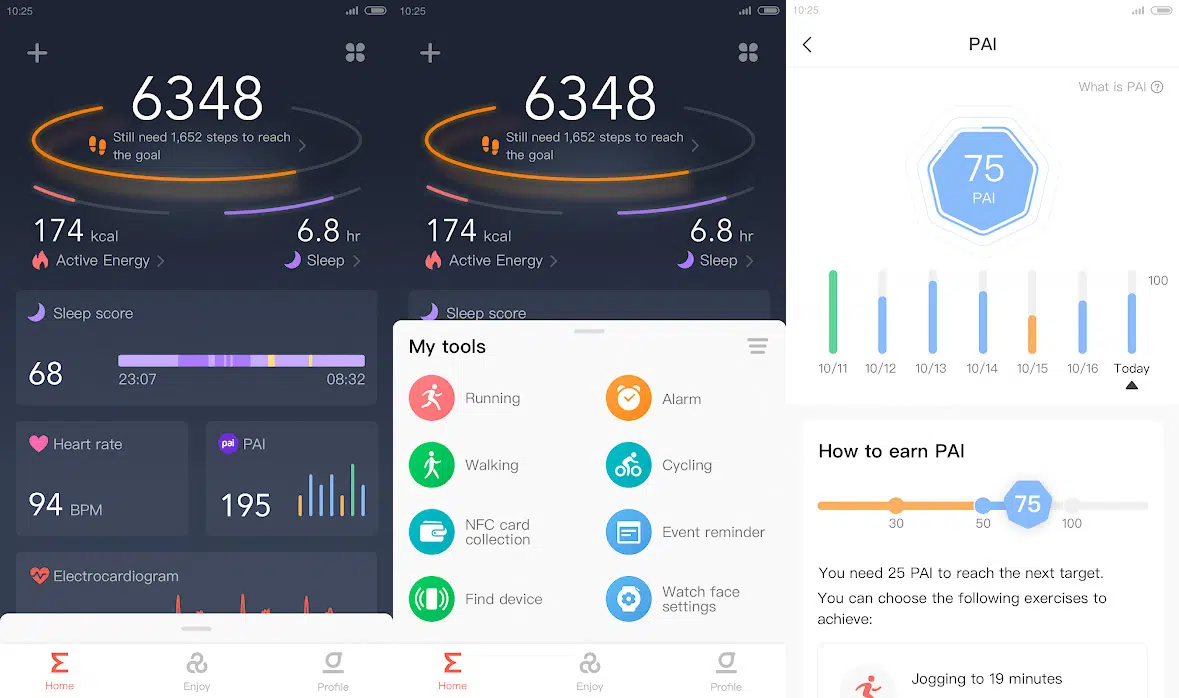 10:25
6348
Still need 1,652 steps to reach
the goal
174 kcal
6.8 hr
Active Energy
Sleep
Sleep score
68
23:07
08:32
Heart rate
94 BPM
pai PAI
195
Electrocardiogram
Home
Enjoy
Profile
10:25
6348
Still need 1,652 steps to reach
the goal
174 kcal
6.8 hr
Active Energy
Sleep
Sleep score
My tools
Running
Alarm
Walking
Cycling
NFC card
collection
Event reminder
Find device
Watch face
settings
Home
Enjoy
Profile
10:25
PAI
What is PAI ?
75
PAI
100
10/11 10/12 10/13 10/14 10/15 10/16 Today
How to earn PAI
75
30 50 100
You need 25 PAI to reach the next target.
You can choose the following exercises to
achieve:
Jogging to 19 minutes